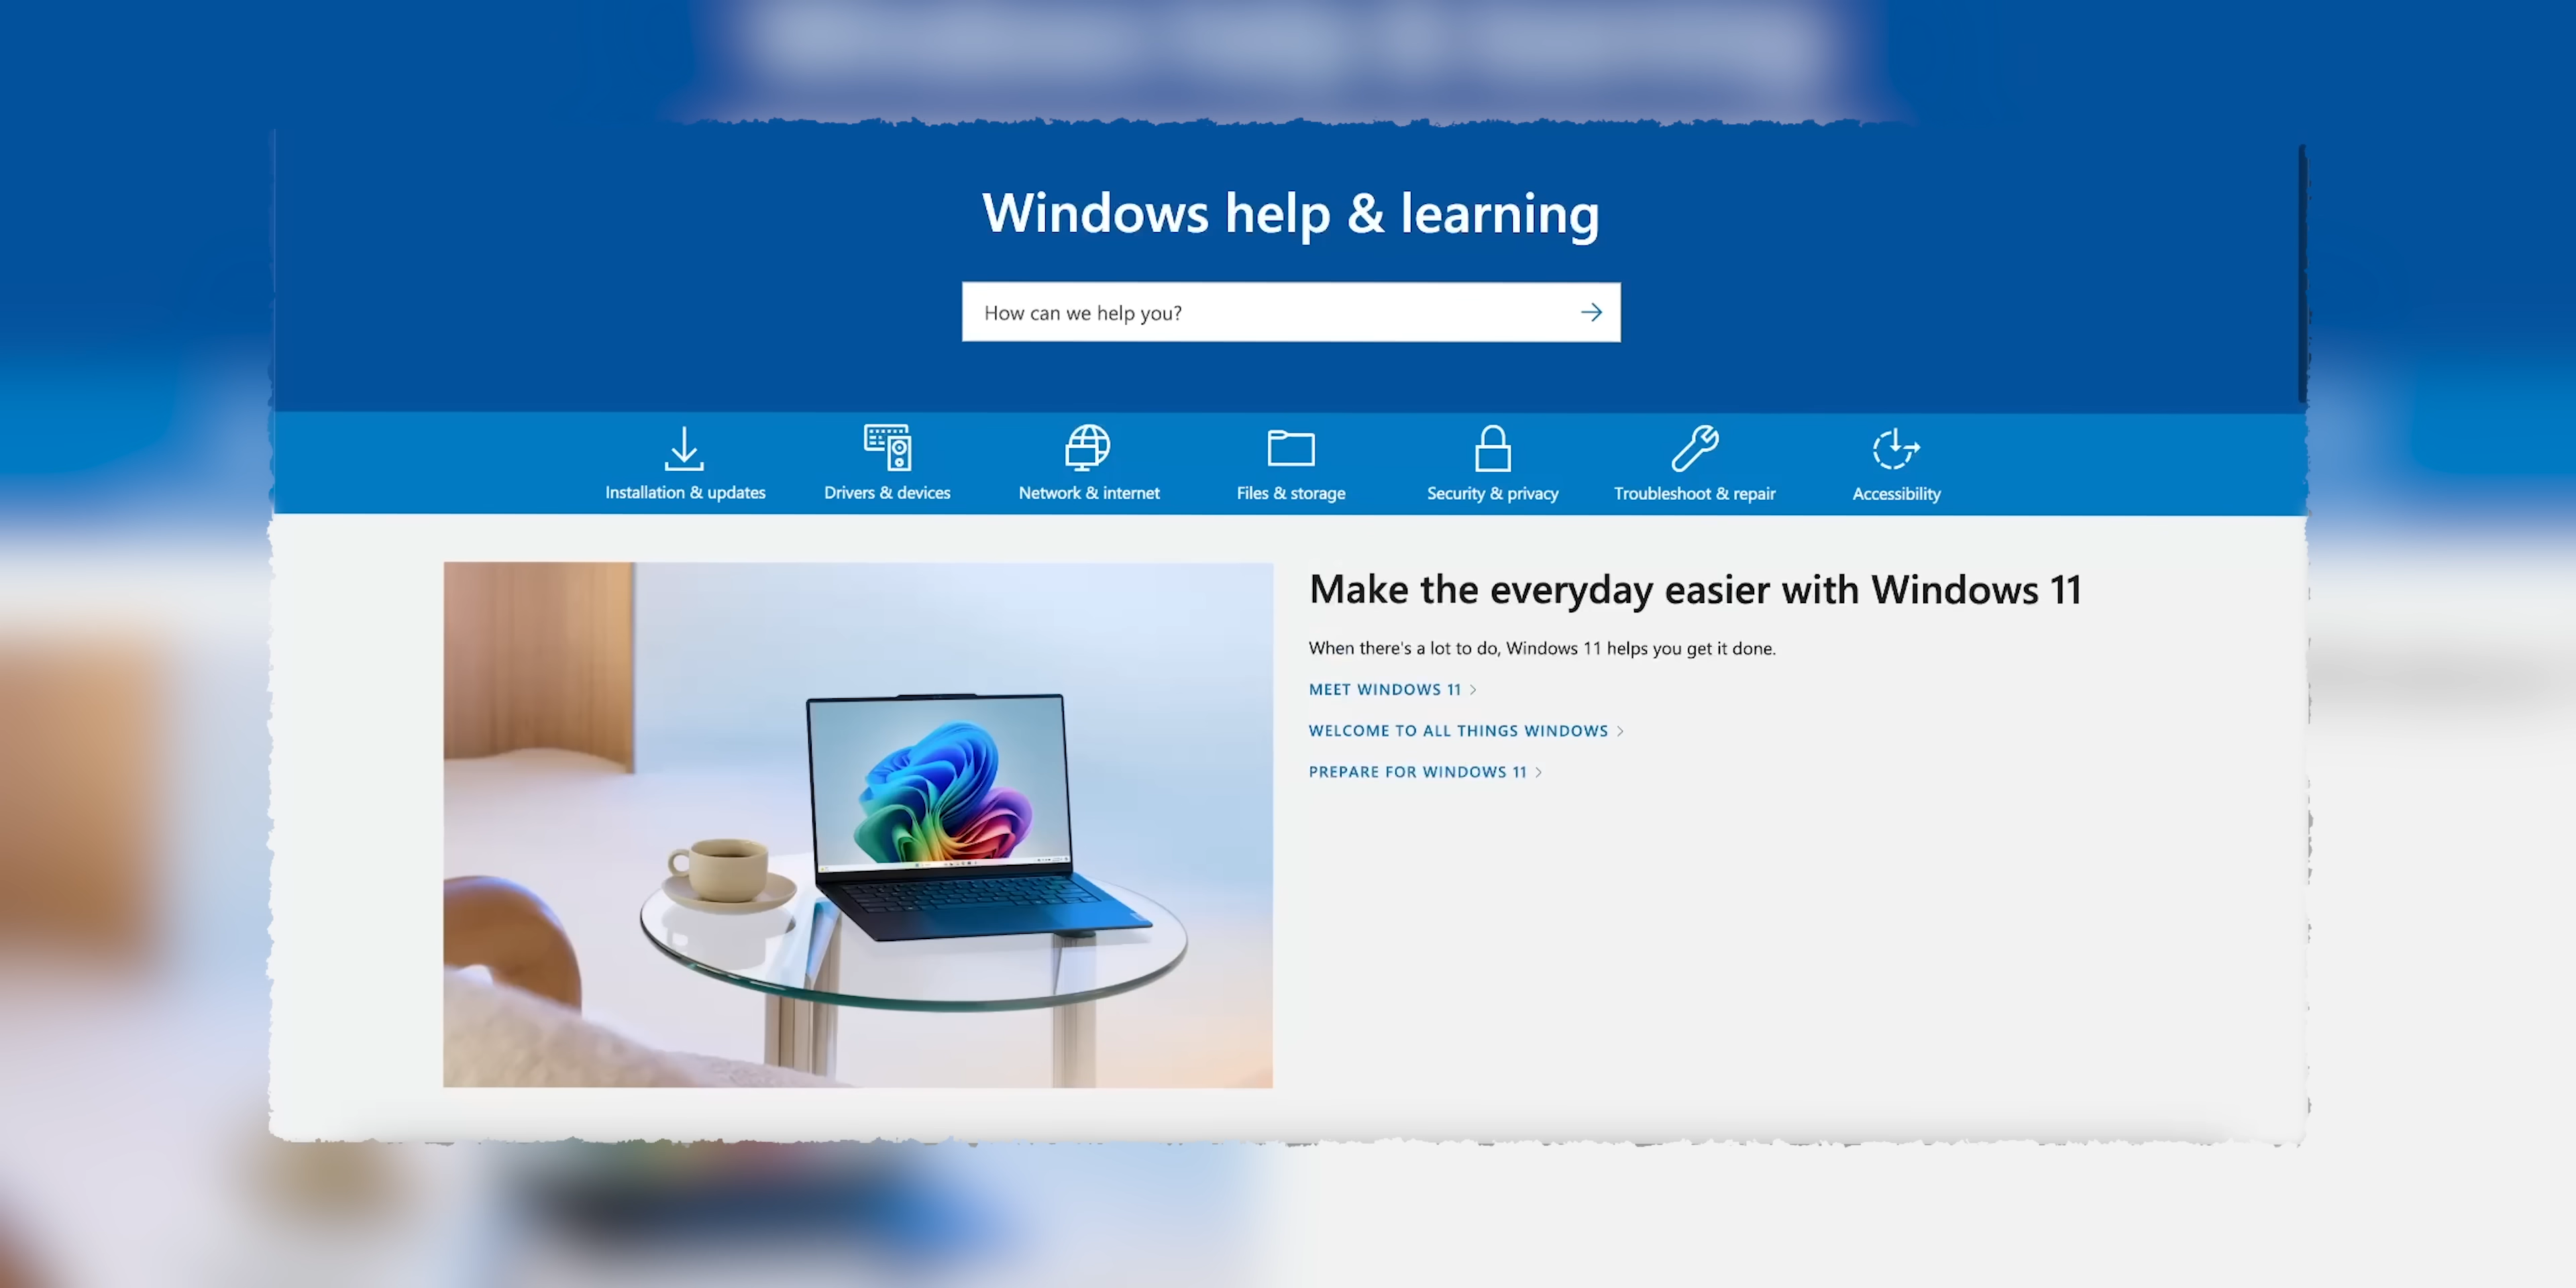 Windows help & learning
How can we help you?
Installation & updates
Drivers & devices
Network & internet
Files & storage
Security & privacy
Troubleshoot & repair
Accessibility
Make the everyday easier with Windows 11
When there's a lot to do, Windows 11 helps you get it done.
MEET WINDOWS 11
WELCOME TO ALL THINGS WINDOWS
PREPARE FOR WINDOWS 11